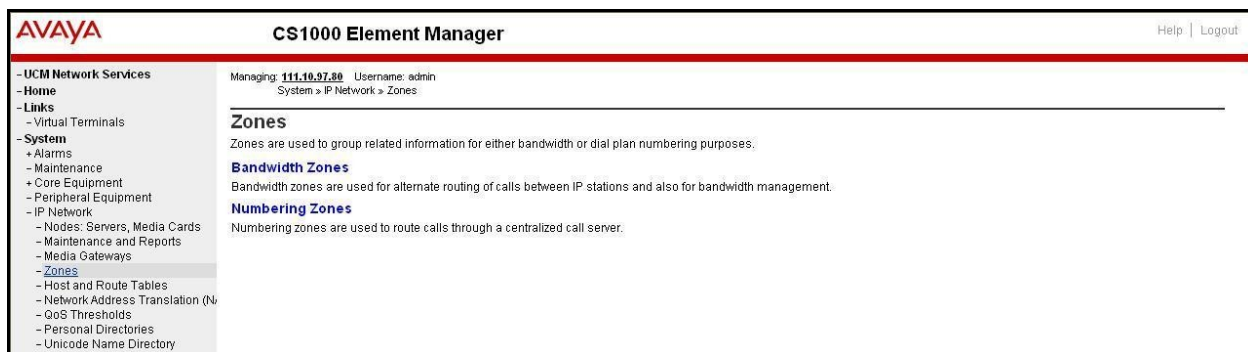 AVAYA
CS1000 Element Manager
Help | Logout
- UCM Network Services
- Home
- Links
- Virtual Terminals
- System
+ Alarms
- Maintenance
+ Core Equipment
- Peripheral Equipment
- IP Network
- Nodes: Servers, Media Cards
- Maintenance and Reports
- Media Gateways
- Zones
- Host and Route Tables
- Network Address Translation (N
- QoS Thresholds
- Personal Directories
- Unicode Name Directory
Managing: 111.10.97.80 Username: admin
System » IP Network » Zones
Zones
Zones are used to group related information for either bandwidth or dial plan numbering purposes.
Bandwidth Zones
Bandwidth zones are used for alternate routing of calls between IP stations and also for bandwidth management.
Numbering Zones
Numbering zones are used to route calls through a centralized call server.